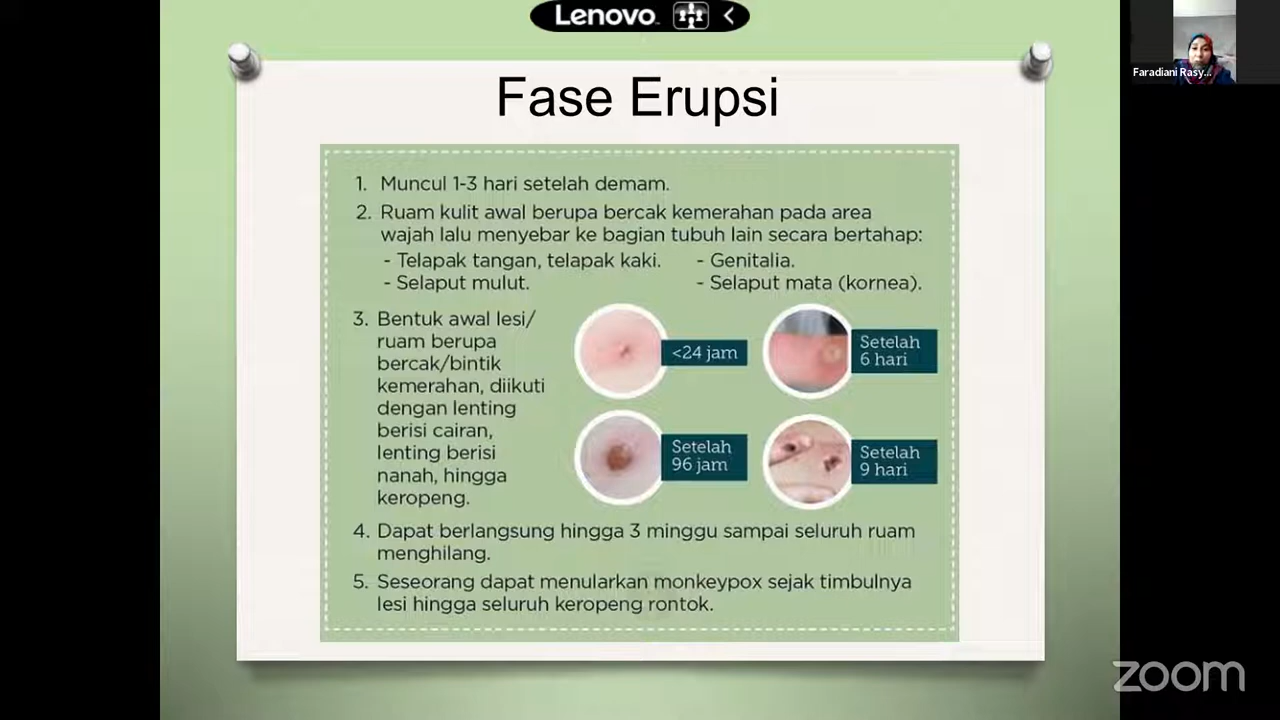 Lenovo
Faradiani Rasy...
Fase Erupsi
1. Muncul 1-3 hari setelah demam.
2. Ruam kulit awal berupa bercak kemerahan pada area
wajah lalu menyebar ke bagian tubuh lain secara bertahap:
- Telapak tangan, telapak kaki.
- Selaput mulut.
- Genitalia.
- Selaput mata (kornea).
3. Bentuk awal lesi/
ruam berupa
bercak/bintik
kemerahan, diikuti
dengan lenting
berisi cairan,
lenting berisi
nanah, hingga
keropeng.
<24 jam
Setelah
6 hari
Setelah
96 jam
Setelah
9 hari
4. Dapat berlangsung hingga 3 minggu sampai seluruh ruam
menghilang.
5. Seseorang dapat menularkan monkeypox sejak timbulnya
lesi hingga seluruh keropeng rontok.
zoom